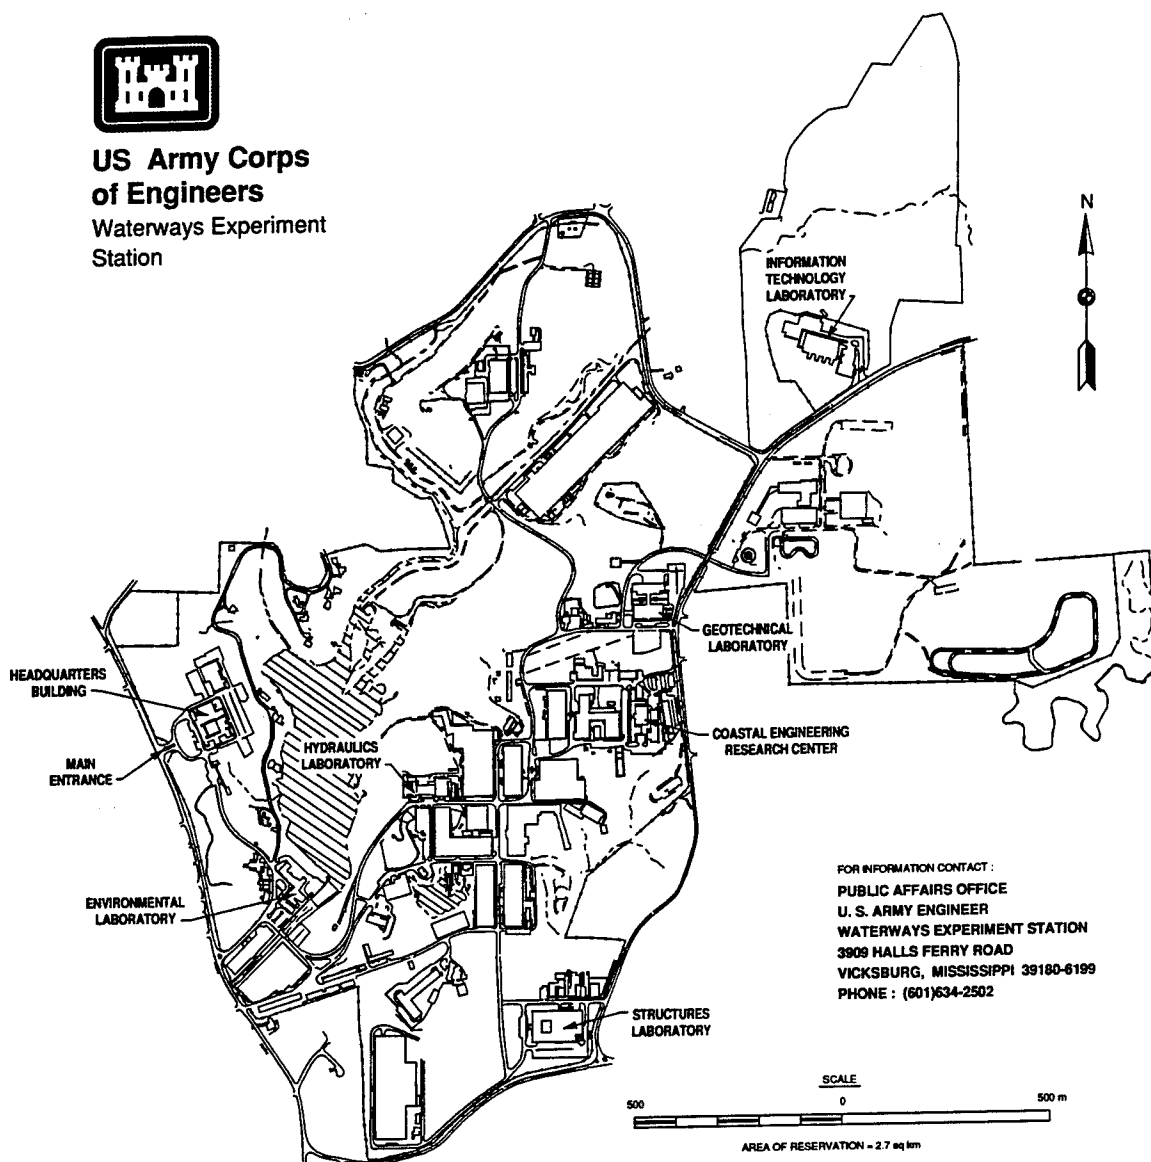 US Army Corps
of Engineers
Waterways Experiment
Station
N
INFORMATION
TECHNOLOGY
LABORATORY
GEOTECHNICAL
LABORATORY
HEADQUARTERS
BUILDING
MAIN
ENTRANCE
HYDRAULICS
LABORATORY
COASTAL ENGINEERING
RESEARCH CENTER
ENVIRONMENTAL
LABORATORY
STRUCTURES
LABORATORY
FOR INFORMATION CONTACT :
PUBLIC AFFAIRS OFFICE
U. S. ARMY ENGINEER
WATERWAYS EXPERIMENT STATION
3909 HALLS FERRY ROAD
VICKSBURG, MISSISSIPPI 39180-6199
PHONE : (601)634-2502
SCALE
500 0 500 m
AREA OF RESERVATION = 2.7 sq km